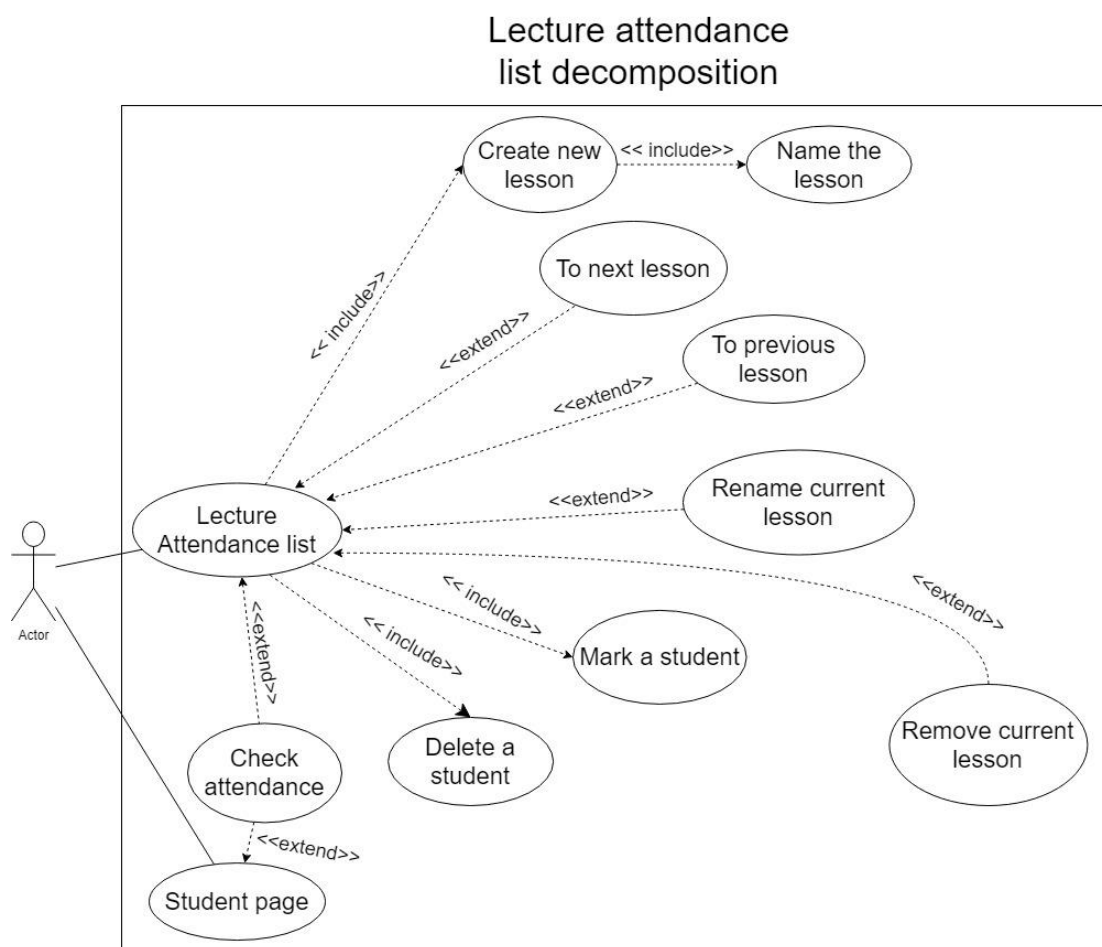 Lecture attendance
list decomposition
Create new
lesson
<< include>>
Name the
lesson
To next lesson
<< include>>
<<extend>>
To previous
lesson
<<extend>>
Rename current
lesson
<<extend>>
Lecture
Attendance list
Actor
<<extend>>
<< include>>
<< include>>
<<extend>>
Mark a student
Check
attendance
Delete a
student
Remove current
lesson
<<extend>>
Student page